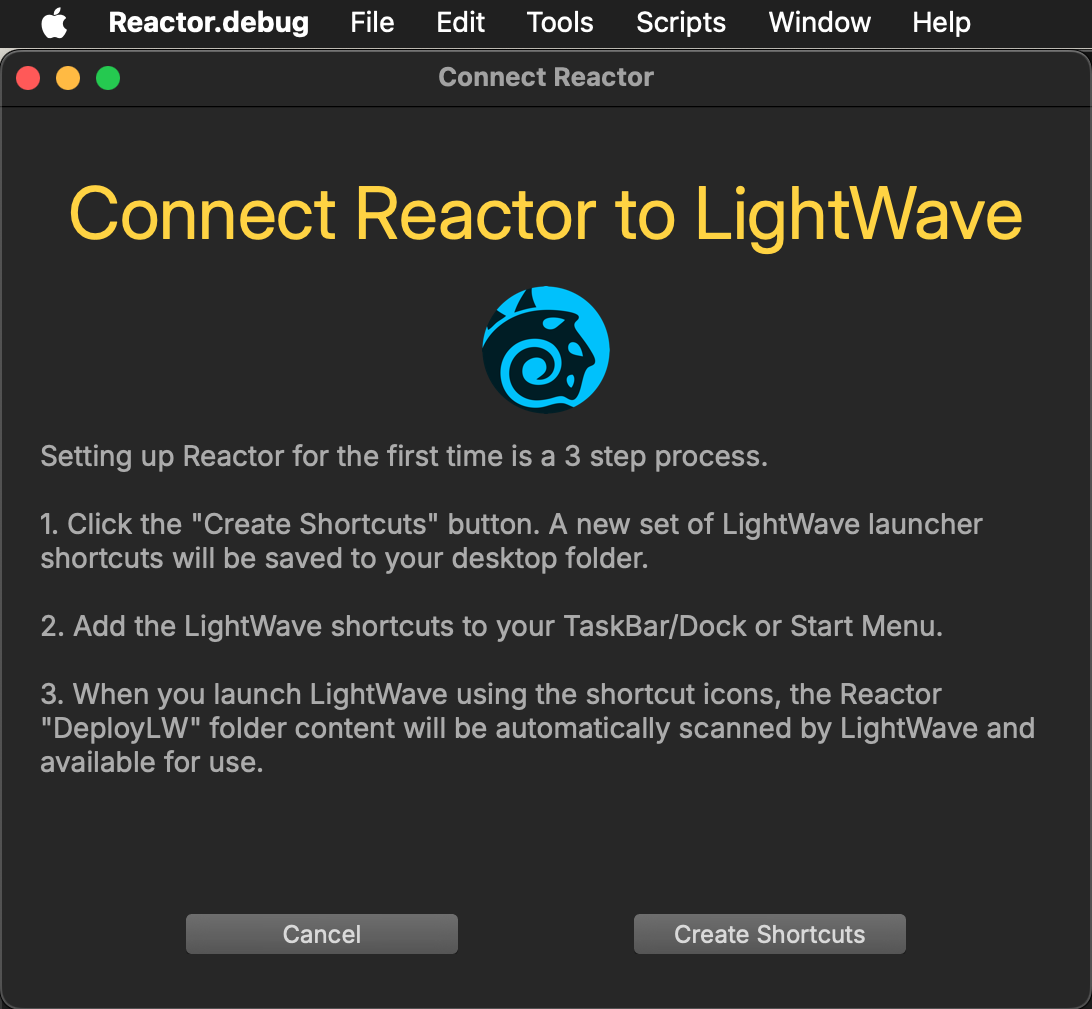 Reactor.debug File Edit Tools Scripts Window Help
Connect Reactor
Connect Reactor to LightWave
Setting up Reactor for the first time is a 3 step process.
1. Click the "Create Shortcuts" button. A new set of LightWave launcher
shortcuts will be saved to your desktop folder.
2. Add the LightWave shortcuts to your TaskBar/Dock or Start Menu.
3. When you launch LightWave using the shortcut icons, the Reactor
"DeployLW" folder content will be automatically scanned by LightWave and
available for use.
Cancel Create Shortcuts